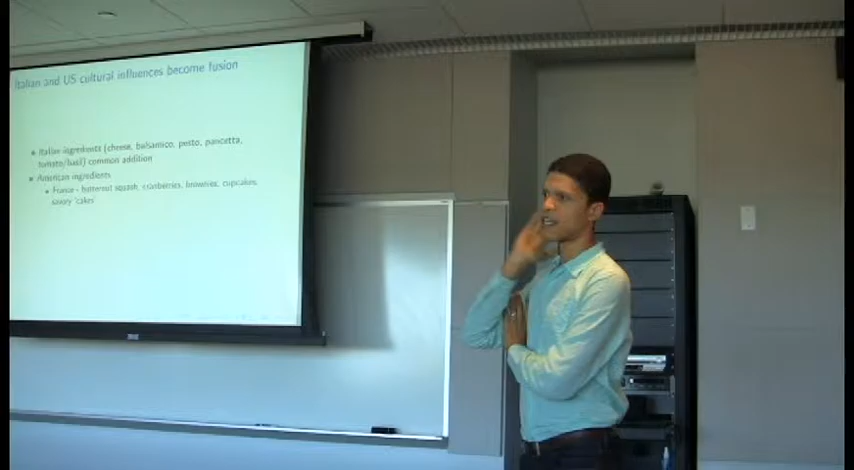 Italian and US cultural influences become fusion
Italian ingredients (cheese, balsamico, pesto, pancetta,
tomato/basil) common addition
American ingredients
France - butternut squash, cranberries, brownies, cupcakes,
savory 'cakes'